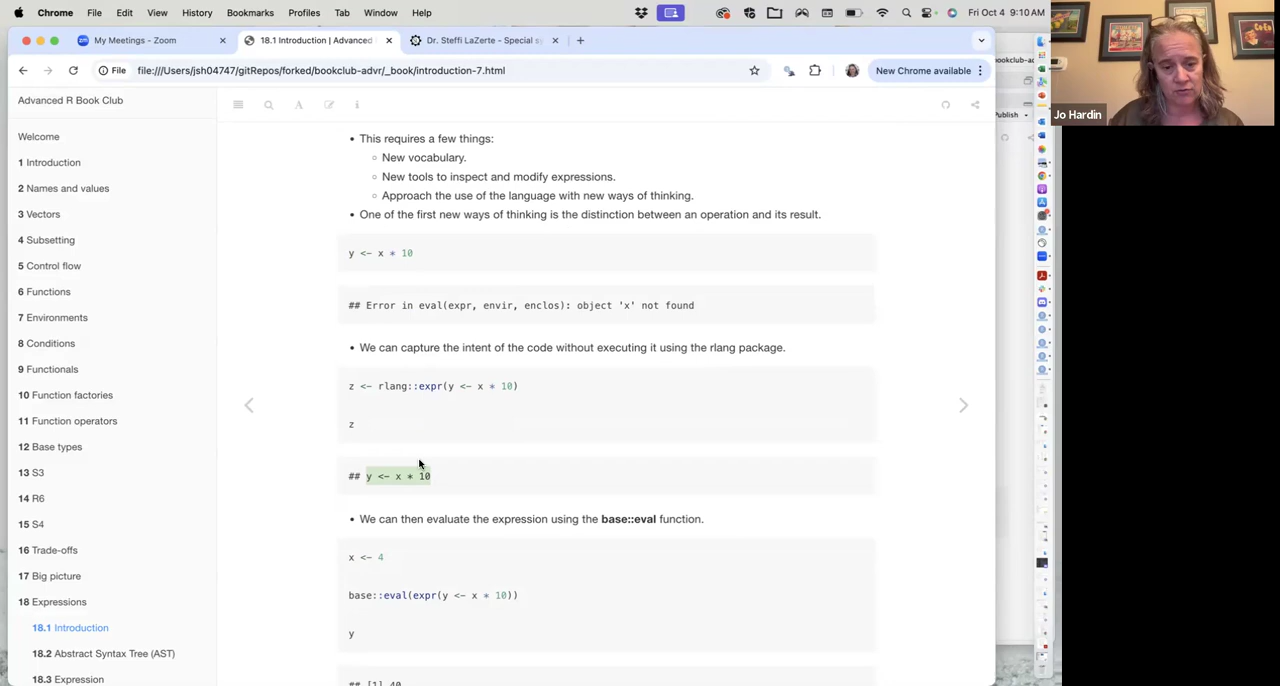 Chrome File Edit View History Bookmarks Profiles Tab Window Help Fri Oct 4 9:10 AM
My Meetings - Zoom
18.1 Introduction | Advanced
Dr. Steffi LaZerte - Special sy
File file:///Users/jsh04747/gitRepos/forked/bookclub-advr/_book/introduction-7.html
New Chrome available
Publish
Jo Hardin
Advanced R Book Club
Welcome
1 Introduction
2 Names and values
3 Vectors
4 Subsetting
5 Control flow
6 Functions
7 Environments
8 Conditions
9 Functionals
10 Function factories
11 Function operators
12 Base types
13 S3
14 R6
15 S4
16 Trade-offs
17 Big picture
18 Expressions
18.1 Introduction
18.2 Abstract Syntax Tree (AST)
18.3 Expression
• This requires a few things:
New vocabulary.
New tools to inspect and modify expressions.
Approach the use of the language with new ways of thinking.
• One of the first new ways of thinking is the distinction between an operation and its result.
y <- x * 10
## Error in eval(expr, envir, enclos): object 'x' not found
• We can capture the intent of the code without executing it using the rlang package.
z <- rlang::expr(y <- x * 10)
z
## y <- x * 10
• We can then evaluate the expression using the base::eval function.
x <- 4
base::eval(expr(y <- x * 10))
y
## [1] 40